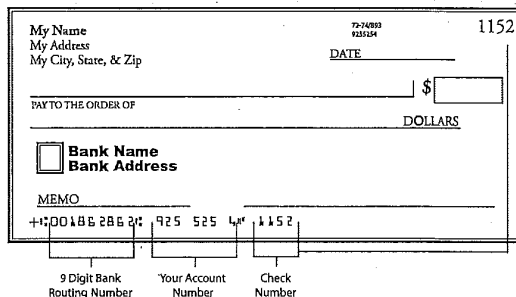 My Name
My Address
My City, State, & Zip
72-74/893
9235254
1152
DATE
$
PAY TO THE ORDER OF
DOLLARS
Bank Name
Bank Address
MEMO
⑆001862862⑆ 925 525 4⑈ 1152
9 Digit Bank
Routing Number
Your Account
Number
Check
Number